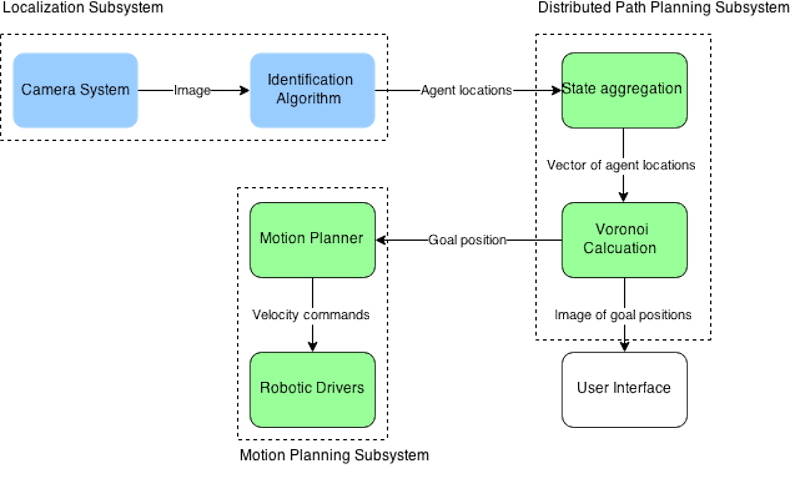 Localization Subsystem
Distributed Path Planning Subsystem
Camera System
Image
Identification
Algorithm
Agent locations
State aggregation
Vector of agent locations
Motion Planner
Goal position
Voronoi
Calcuation
Velocity commands
Image of goal positions
Robotic Drivers
User Interface
Motion Planning Subsystem